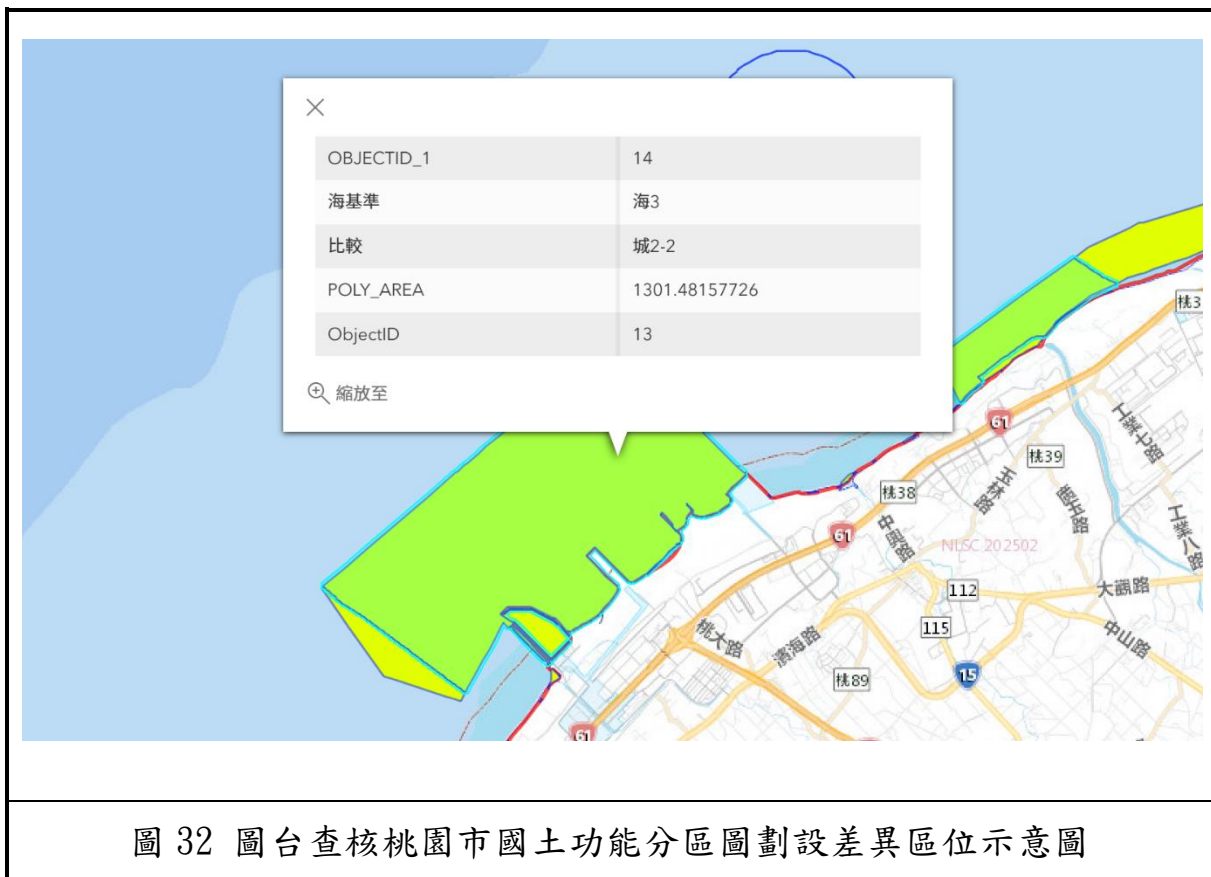 OBJECTID_1 14
海基準 海3
比較 城2-2
POLY_AREA 1301.48157726
ObjectID 13
縮放至
桃3
61
桃39
工業七路
玉林路
桃38
中興路
61
工業八路
NLSC 202502
112
大觀路
115
中山路
桃大路
濱海路
桃89
15
61
圖 32 圖台查核桃園市國土功能分區圖劃設差異區位示意圖